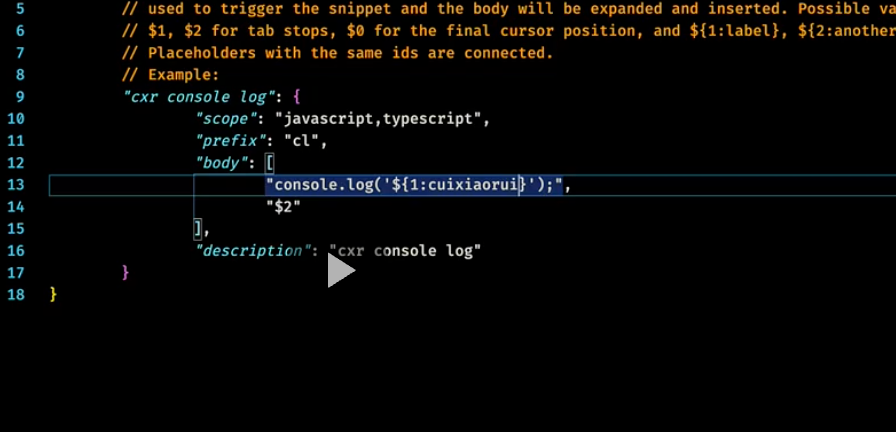 5 // used to trigger the snippet and the body will be expanded and inserted. Possible va
6 // $1, $2 for tab stops, $0 for the final cursor position, and ${1:label}, ${2:another
7 // Placeholders with the same ids are connected.
8 // Example:
9 "cxr console log": {
10 "scope": "javascript,typescript",
11 "prefix": "cl",
12 "body": [
13 "console.log('${1:cuixiaorui}');",
14 "$2"
15 ],
16 "description": "cxr console log"
17 }
18 }